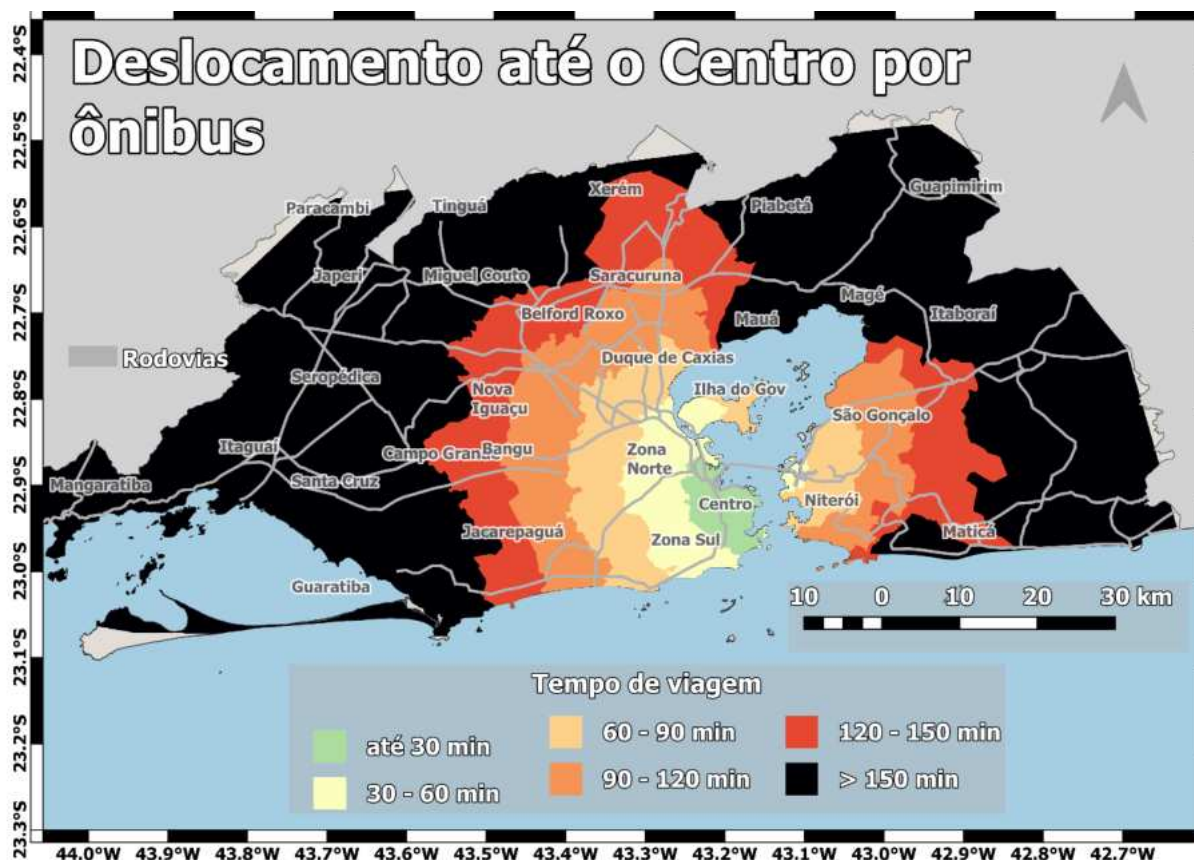 Deslocamento até o Centro por
ônibus
Xerém
Guapimirim
Paracambi
Tinguá
Piabetá
Japeri
Miguel Couto
Saracuruna
Magé
Belford Roxo
Mauá
Itaboraí
Rodovias
Duque de Caxias
Seropédica
Nova
Iguaçu
Ilha do Gov
São Gonçalo
Itaguaí
Campo Grande
Bangu
Zona
Norte
Mangaratiba
Santa Cruz
Centro
Niterói
Jacarepaguá
Zona Sul
Maticá
Guaratiba
10 0 10 20 30 km
Tempo de viagem
até 30 min
30 - 60 min
60 - 90 min
90 - 120 min
120 - 150 min
> 150 min
22.4°S
22.5°S
22.6°S
22.7°S
22.8°S
22.9°S
23.0°S
23.1°S
23.2°S
23.3°S
44.0°W 43.9°W 43.8°W 43.7°W 43.6°W 43.5°W 43.4°W 43.3°W 43.2°W 43.1°W 43.0°W 42.9°W 42.8°W 42.7°W